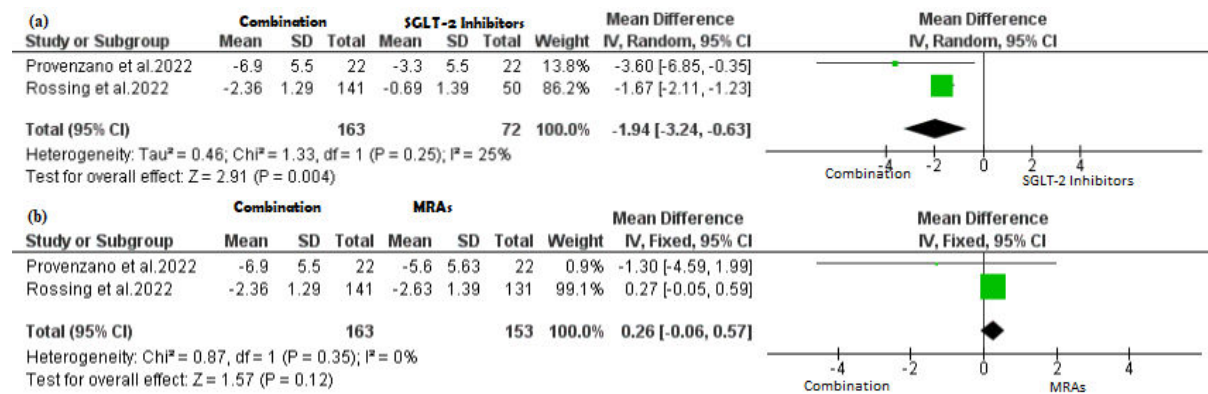 (a) Combination SGLT-2 Inhibitors Mean Difference Mean Difference
Study or Subgroup Mean SD Total Mean SD Total Weight IV, Random, 95% CI IV, Random, 95% CI
Provenzano et al.2022 -6.9 5.5 22 -3.3 5.5 22 13.8% -3.60 [-6.85, -0.35]
Rossing et al.2022 -2.36 1.29 141 -0.69 1.39 50 86.2% -1.67 [-2.11, -1.23]
Total (95% CI) 163 72 100.0% -1.94 [-3.24, -0.63]
Heterogeneity: Tau² = 0.46; Chi² = 1.33, df = 1 (P = 0.25); I² = 25%
Test for overall effect: Z = 2.91 (P = 0.004)
-4 -2 0 2 4
Combination SGLT-2 Inhibitors
(b) Combination MRAs Mean Difference Mean Difference
Study or Subgroup Mean SD Total Mean SD Total Weight IV, Fixed, 95% CI IV, Fixed, 95% CI
Provenzano et al.2022 -6.9 5.5 22 -5.6 5.63 22 0.9% -1.30 [-4.59, 1.99]
Rossing et al.2022 -2.36 1.29 141 -2.63 1.39 131 99.1% 0.27 [-0.05, 0.59]
Total (95% CI) 163 153 100.0% 0.26 [-0.06, 0.57]
Heterogeneity: Chi² = 0.87, df = 1 (P = 0.35); I² = 0%
Test for overall effect: Z = 1.57 (P = 0.12)
-4 -2 0 2 4
Combination MRAs